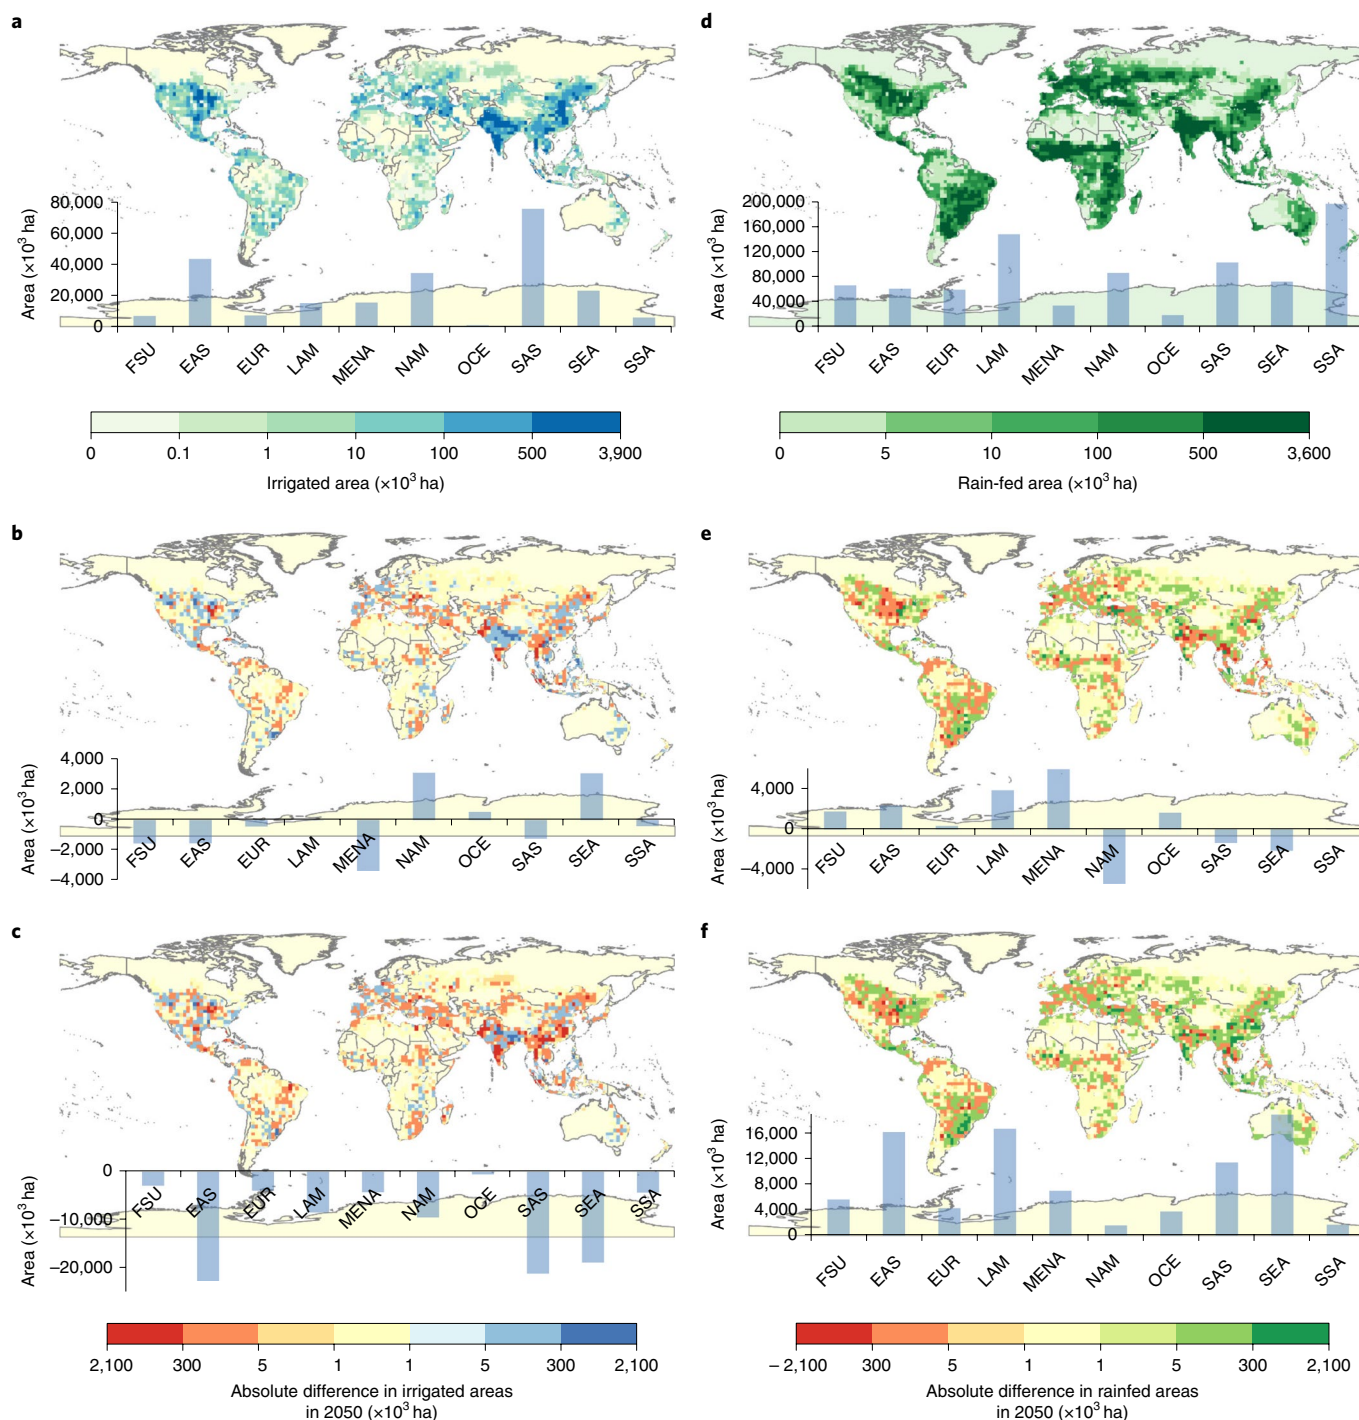 a
80,000
60,000
40,000
20,000
0
Area (×10³ ha)
FSU EAS EUR LAM MENA NAM OCE SAS SEA SSA
0 0.1 1 10 100 500 3,900
Irrigated area (×10³ ha)
d
200,000
160,000
120,000
80,000
40,000
0
Area (×10³ ha)
FSU EAS EUR LAM MENA NAM OCE SAS SEA SSA
0 5 10 100 500 3,600
Rain-fed area (×10³ ha)
b
4,000
2,000
0
−2,000
−4,000
Area (×10³ ha)
FSU EAS EUR LAM MENA NAM OCE SAS SEA SSA
e
4,000
0
−4,000
Area (×10³ ha)
FSU EAS EUR LAM MENA NAM OCE SAS SEA SSA
c
0
−10,000
−20,000
Area (×10³ ha)
FSU EAS EUR LAM MENA NAM OCE SAS SEA SSA
2,100 300 5 1 1 5 300 2,100
Absolute difference in irrigated areas
in 2050 (×10³ ha)
f
16,000
12,000
8,000
4,000
0
Area (×10³ ha)
FSU EAS EUR LAM MENA NAM OCE SAS SEA SSA
−2,100 300 5 1 1 5 300 2,100
Absolute difference in rainfed areas
in 2050 (×10³ ha)